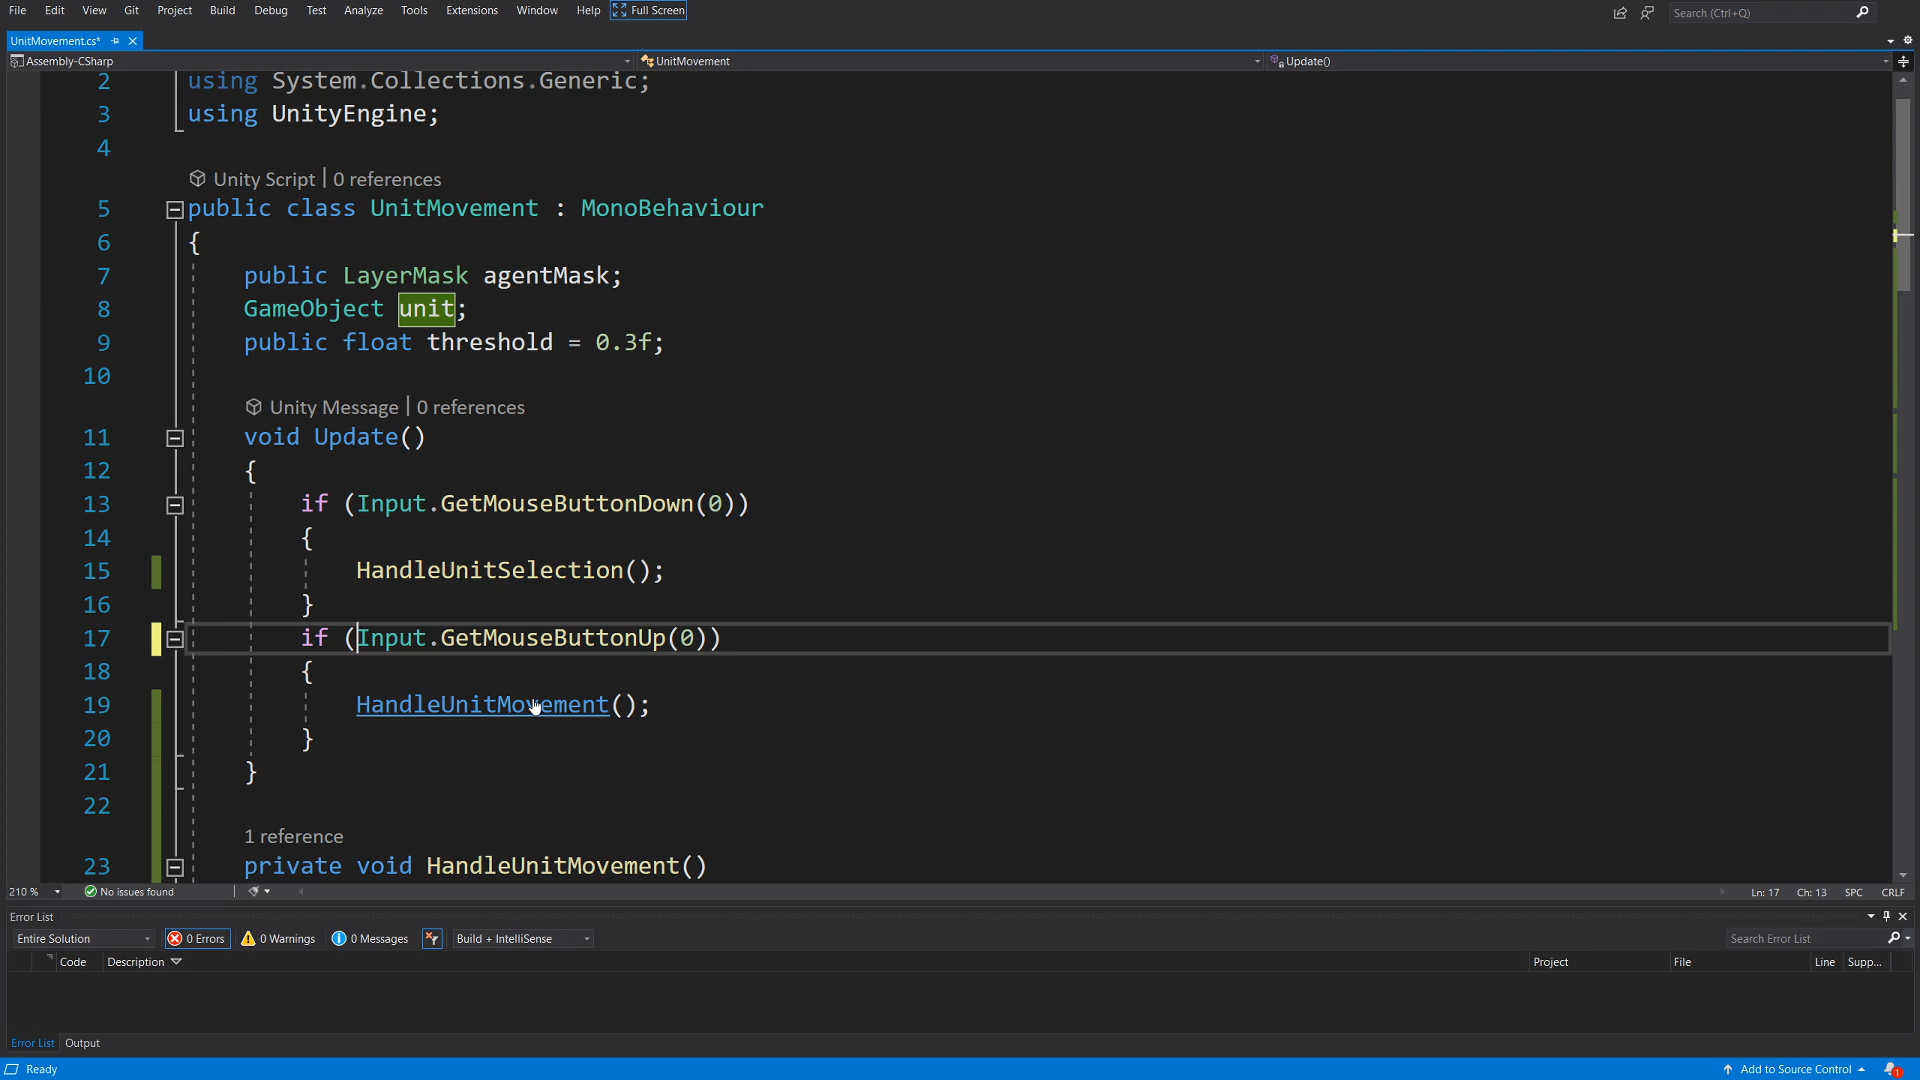 File Edit View Git Project Build Debug Test Analyze Tools Extensions Window Help Full Screen Search (Ctrl+Q)
UnitMovement.cs*
Assembly-CSharp UnitMovement Update()
2 using System.Collections.Generic;
3 using UnityEngine;
4
Unity Script | 0 references
5 public class UnitMovement : MonoBehaviour
6 {
7 public LayerMask agentMask;
8 GameObject unit;
9 public float threshold = 0.3f;
10
Unity Message | 0 references
11 void Update()
12 {
13 if (Input.GetMouseButtonDown(0))
14 {
15 HandleUnitSelection();
16 }
17 if (Input.GetMouseButtonUp(0))
18 {
19 HandleUnitMovement();
20 }
21 }
22
1 reference
23 private void HandleUnitMovement()
210 % No issues found Ln: 17 Ch: 13 SPC CRLF
Error List
Entire Solution 0 Errors 0 Warnings 0 Messages Build + IntelliSense Search Error List
Code Description Project File Line Supp...
Error List Output
Ready Add to Source Control 1